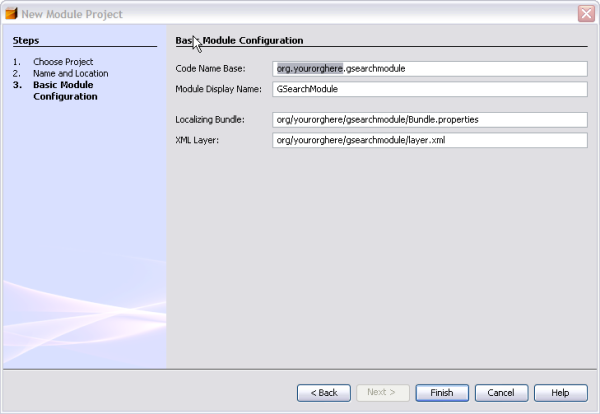 New Module Project
Steps
1. Choose Project
2. Name and Location
3. Basic Module
Configuration
Basic Module Configuration
Code Name Base: org.yourorghere.gsearchmodule
Module Display Name: GSearchModule
Localizing Bundle: org/yourorghere/gsearchmodule/Bundle.properties
XML Layer: org/yourorghere/gsearchmodule/layer.xml
< Back Next > Finish Cancel Help